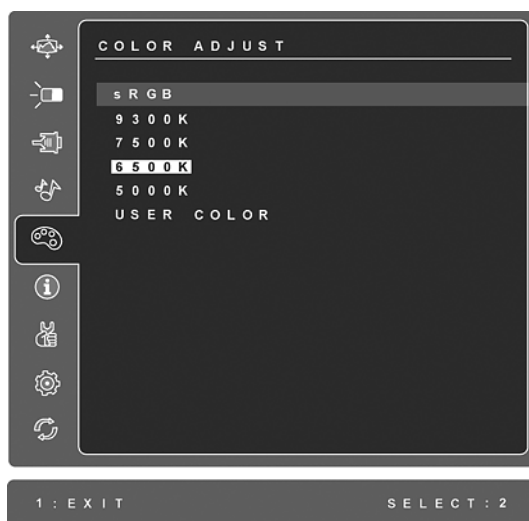 COLOR ADJUST
sRGB
9300K
7500K
6500K
5000K
USER COLOR
1:EXIT SELECT:2